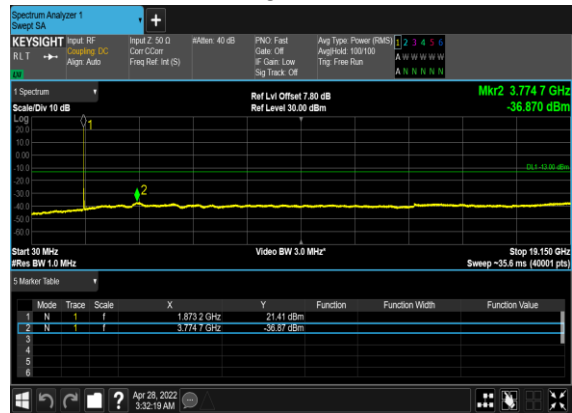 Spectrum Analyzer 1
Swept SA
+
KEYSIGHT Input: RF Input Z: 50 Ω #Atten: 40 dB PNO: Fast Avg Type: Power (RMS) 1 2 3 4 5 6
RLT Coupling: DC Corr CCorr Gate: Off Avg|Hold: 100/100 A W W W W W
Align: Auto Freq Ref: Int (S) IF Gain: Low Trig: Free Run
Sig Track: Off A N N N N N
1 Spectrum Ref Lvl Offset 7.80 dB Mkr2 3.774 7 GHz
Scale/Div 10 dB Ref Level 30.00 dBm -36.870 dBm
Log
1
20.0
10.0
0.00
-10.0 DL1 -13.00 dBm
-20.0
-30.0 2
-40.0
-50.0
-60.0
Start 30 MHz Video BW 3.0 MHz* Stop 19.150 GHz
#Res BW 1.0 MHz Sweep ~35.6 ms (40001 pts)
5 Marker Table
Mode Trace Scale X Y Function Function Width Function Value
1 N 1 f 1.873 2 GHz 21.41 dBm
2 N 1 f 3.774 7 GHz -36.87 dBm
3
4
5
6
? Apr 28, 2022
3:32:19 AM